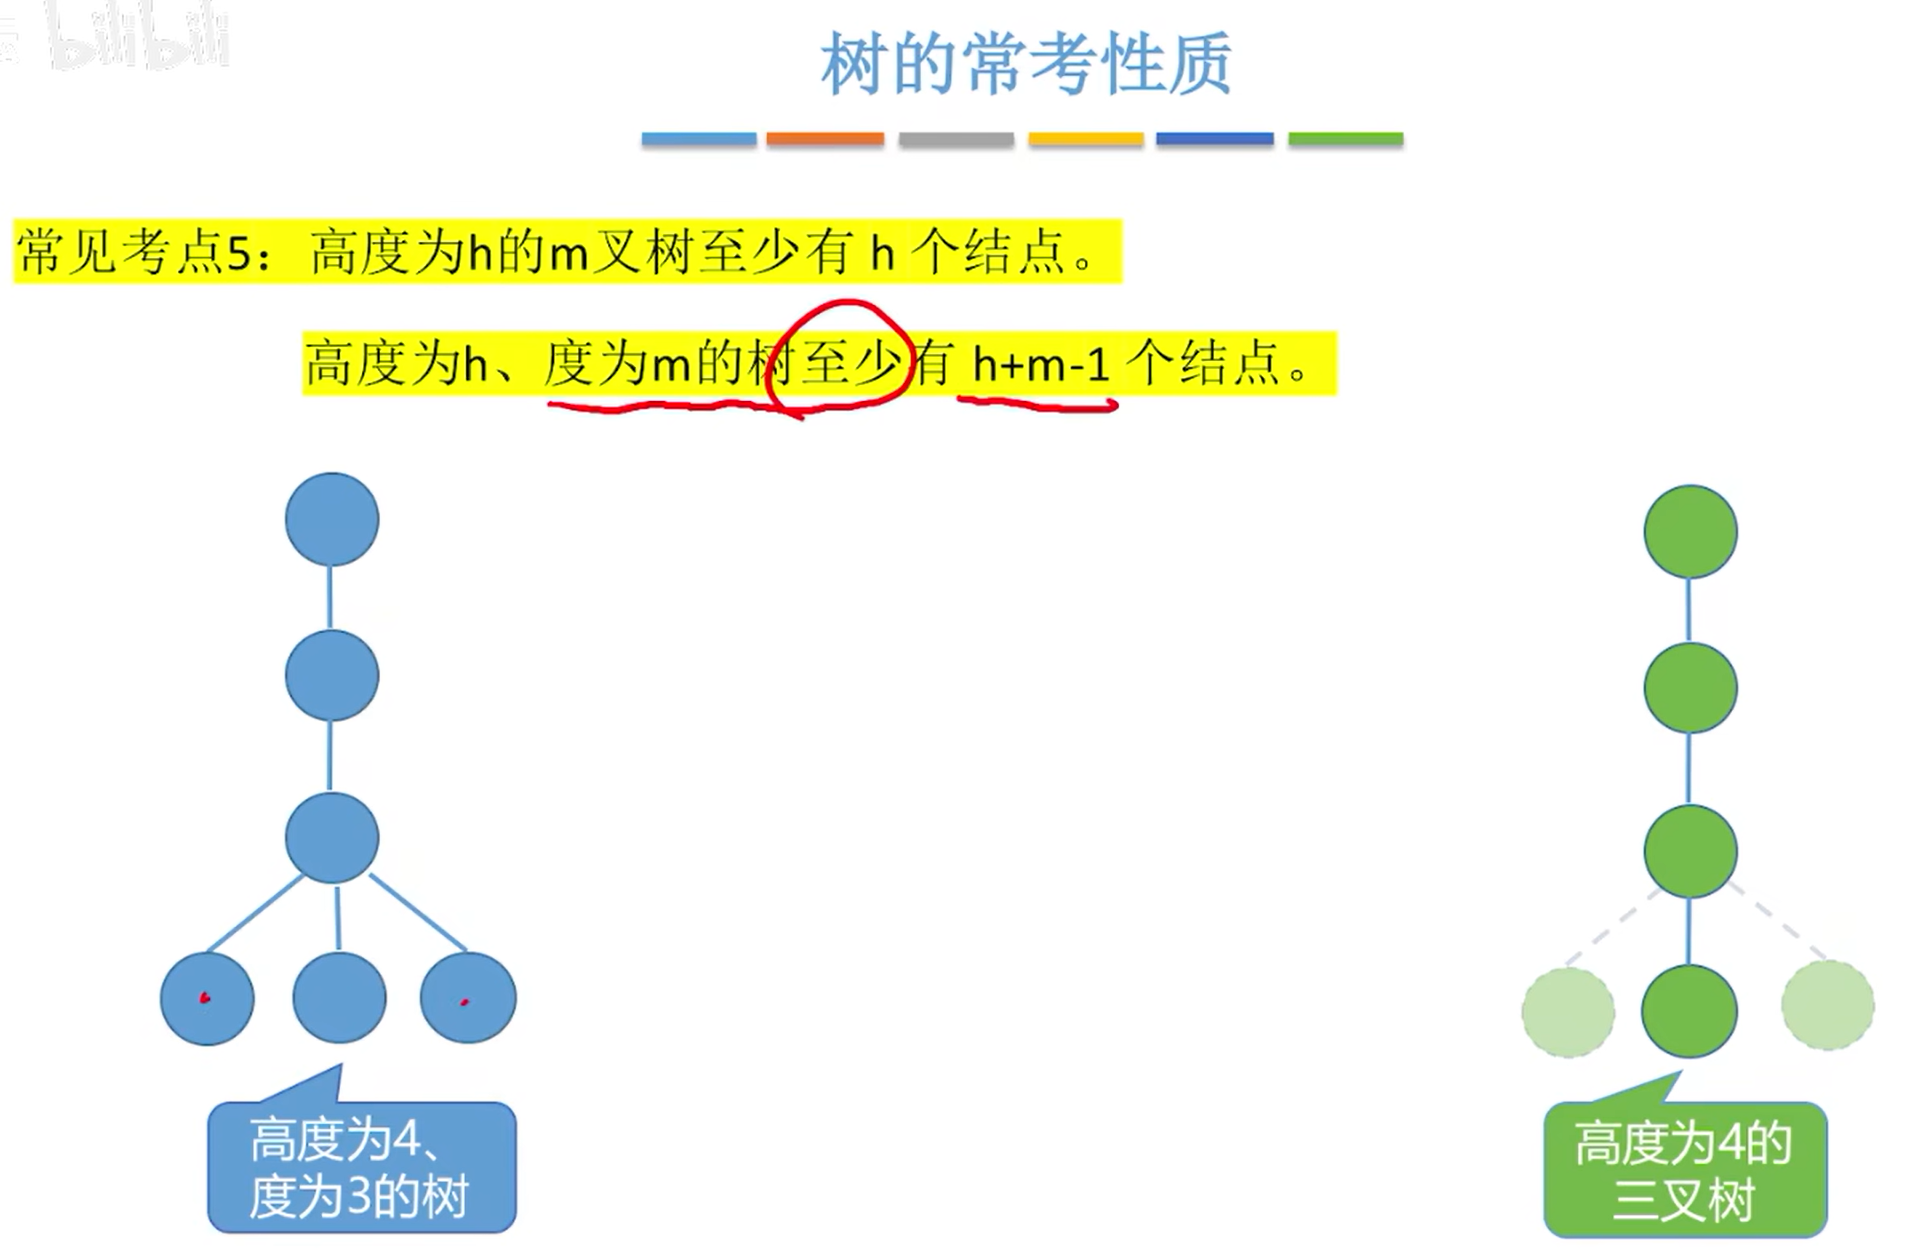 bilibili
树的常考性质
常见考点5：高度为h的m叉树至少有 h 个结点。
高度为h、度为m的树至少有 h+m-1 个结点。
高度为4、
度为3的树
高度为4的
三叉树